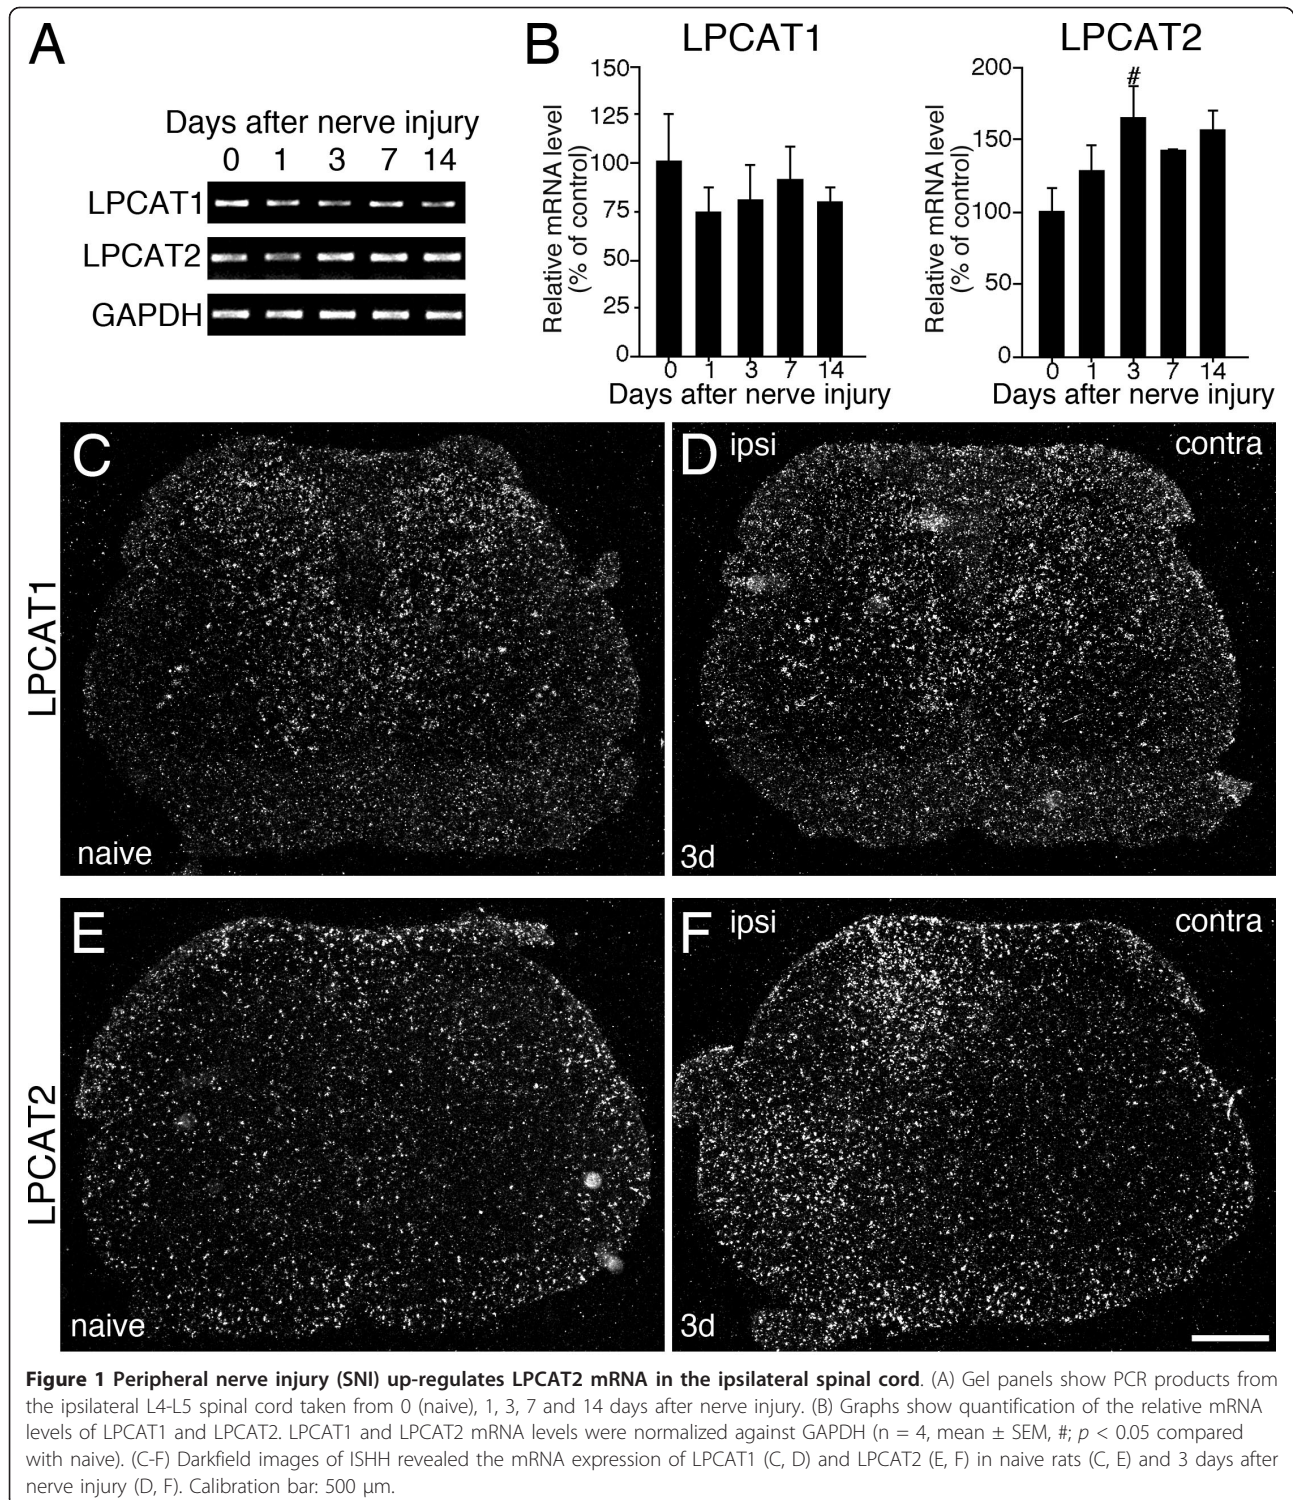 A
Days after nerve injury
0 1 3 7 14
LPCAT1
LPCAT2
GAPDH
B
LPCAT1
Relative mRNA level
(% of control)
150
125
100
75
50
25
0
0 1 3 7 14
Days after nerve injury
LPCAT2
Relative mRNA level
(% of control)
200
150
100
50
0
#
0 1 3 7 14
Days after nerve injury
LPCAT1
C
naive
D ipsi contra
3d
LPCAT2
E
naive
F ipsi contra
3d
Figure 1 Peripheral nerve injury (SNI) up-regulates LPCAT2 mRNA in the ipsilateral spinal cord. (A) Gel panels show PCR products from
the ipsilateral L4-L5 spinal cord taken from 0 (naive), 1, 3, 7 and 14 days after nerve injury. (B) Graphs show quantification of the relative mRNA
levels of LPCAT1 and LPCAT2. LPCAT1 and LPCAT2 mRNA levels were normalized against GAPDH (n = 4, mean ± SEM, #; p < 0.05 compared
with naive). (C-F) Darkfield images of ISHH revealed the mRNA expression of LPCAT1 (C, D) and LPCAT2 (E, F) in naive rats (C, E) and 3 days after
nerve injury (D, F). Calibration bar: 500 μm.